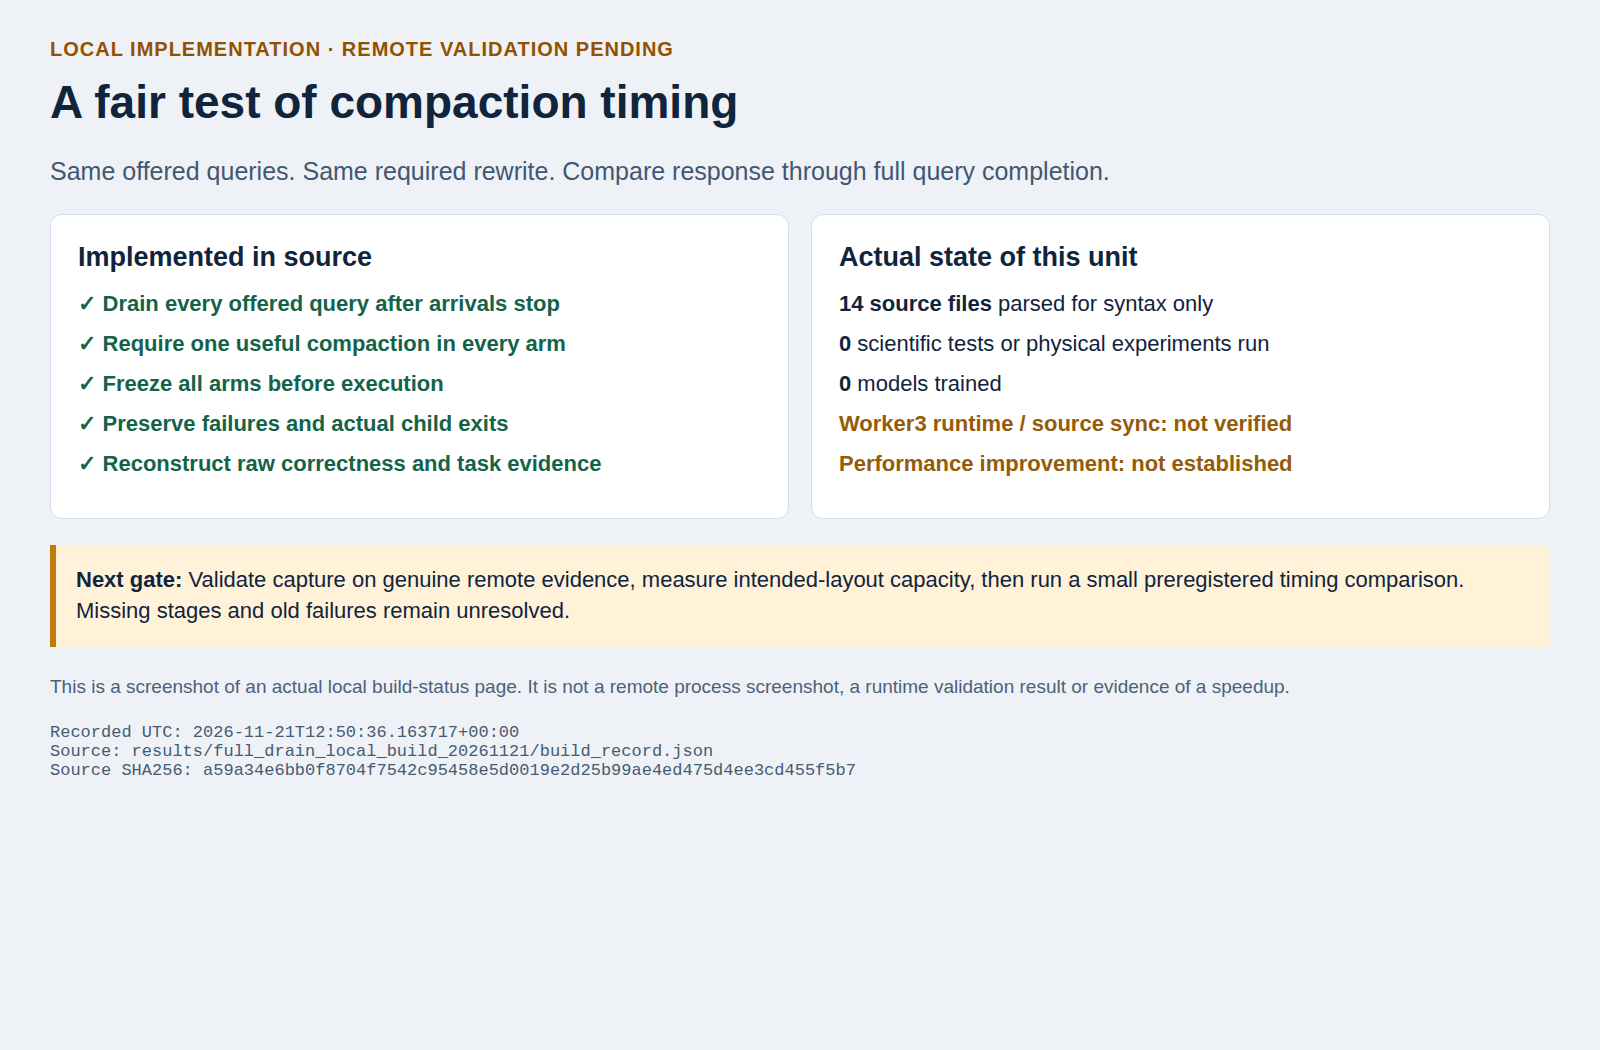 LOCAL IMPLEMENTATION · REMOTE VALIDATION PENDING
A fair test of compaction timing
Same offered queries. Same required rewrite. Compare response through full query completion.
Implemented in source
✓ Drain every offered query after arrivals stop
✓ Require one useful compaction in every arm
✓ Freeze all arms before execution
✓ Preserve failures and actual child exits
✓ Reconstruct raw correctness and task evidence
Actual state of this unit
14 source files parsed for syntax only
0 scientific tests or physical experiments run
0 models trained
Worker3 runtime / source sync: not verified
Performance improvement: not established
Next gate: Validate capture on genuine remote evidence, measure intended-layout capacity, then run a small preregistered timing comparison.
Missing stages and old failures remain unresolved.
This is a screenshot of an actual local build-status page. It is not a remote process screenshot, a runtime validation result or evidence of a speedup.
Recorded UTC: 2026-11-21T12:50:36.163717+00:00
Source: results/full_drain_local_build_20261121/build_record.json
Source SHA256: a59a34e6bb0f8704f7542c95458e5d0019e2d25b99ae4ed475d4ee3cd455f5b7